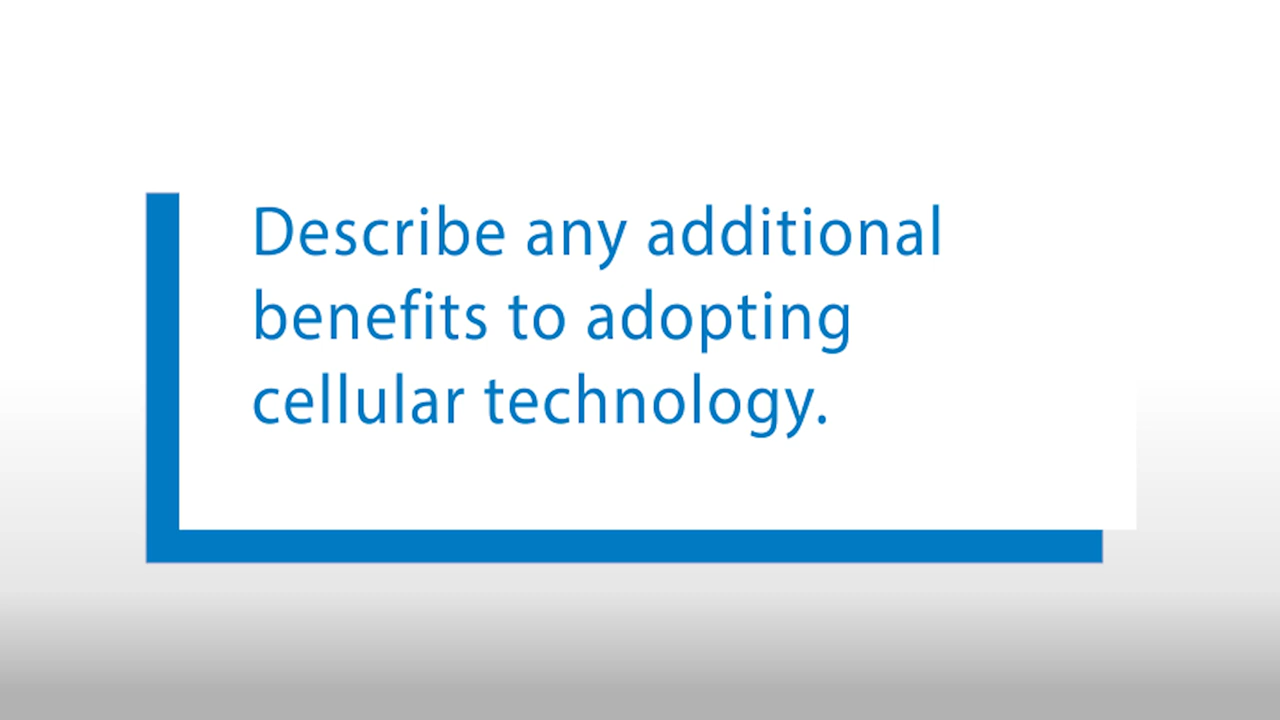 Describe any additional
benefits to adopting
cellular technology.